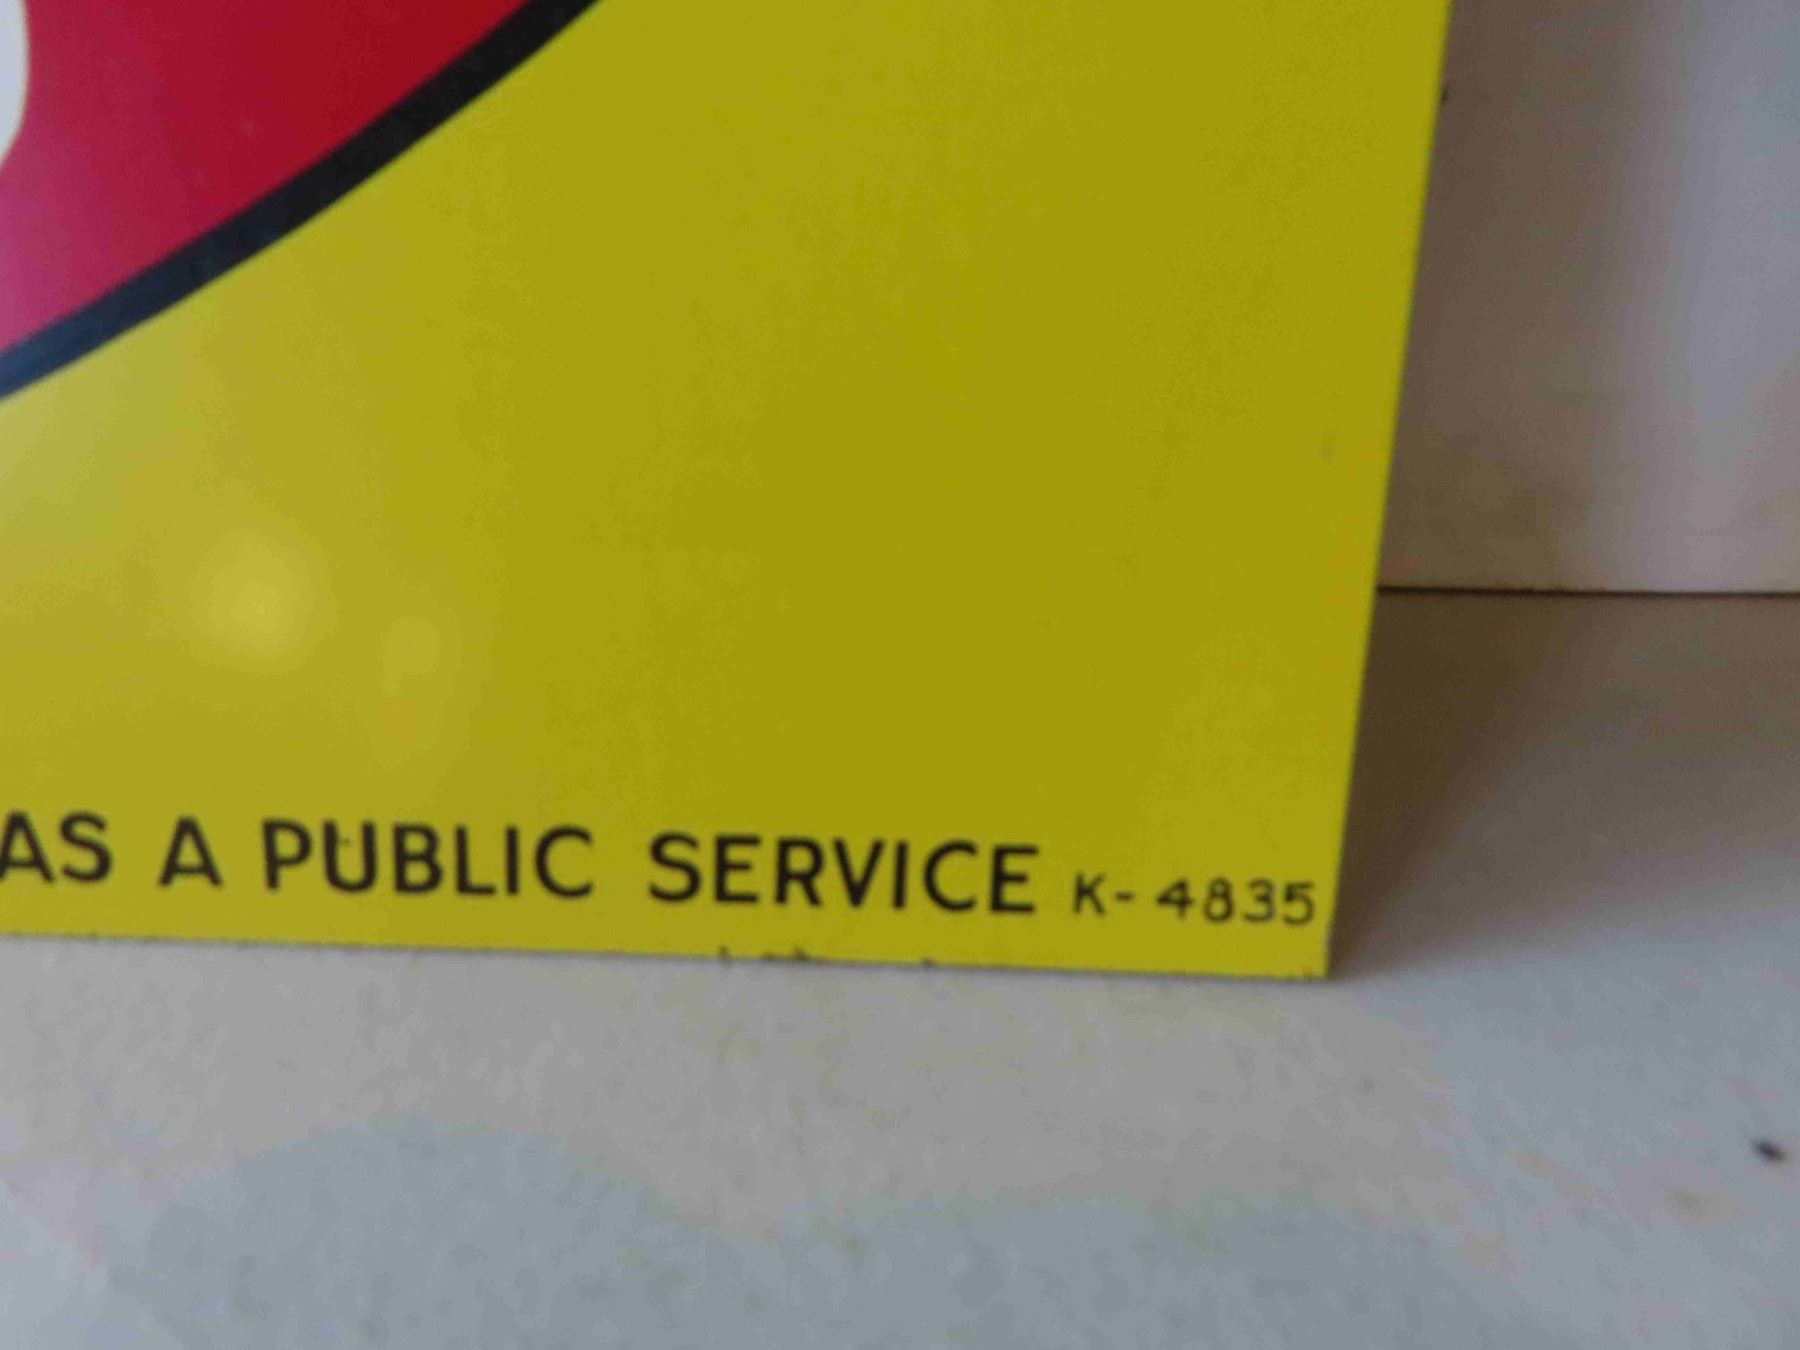 AS A PUBLIC SERVICE K-4835